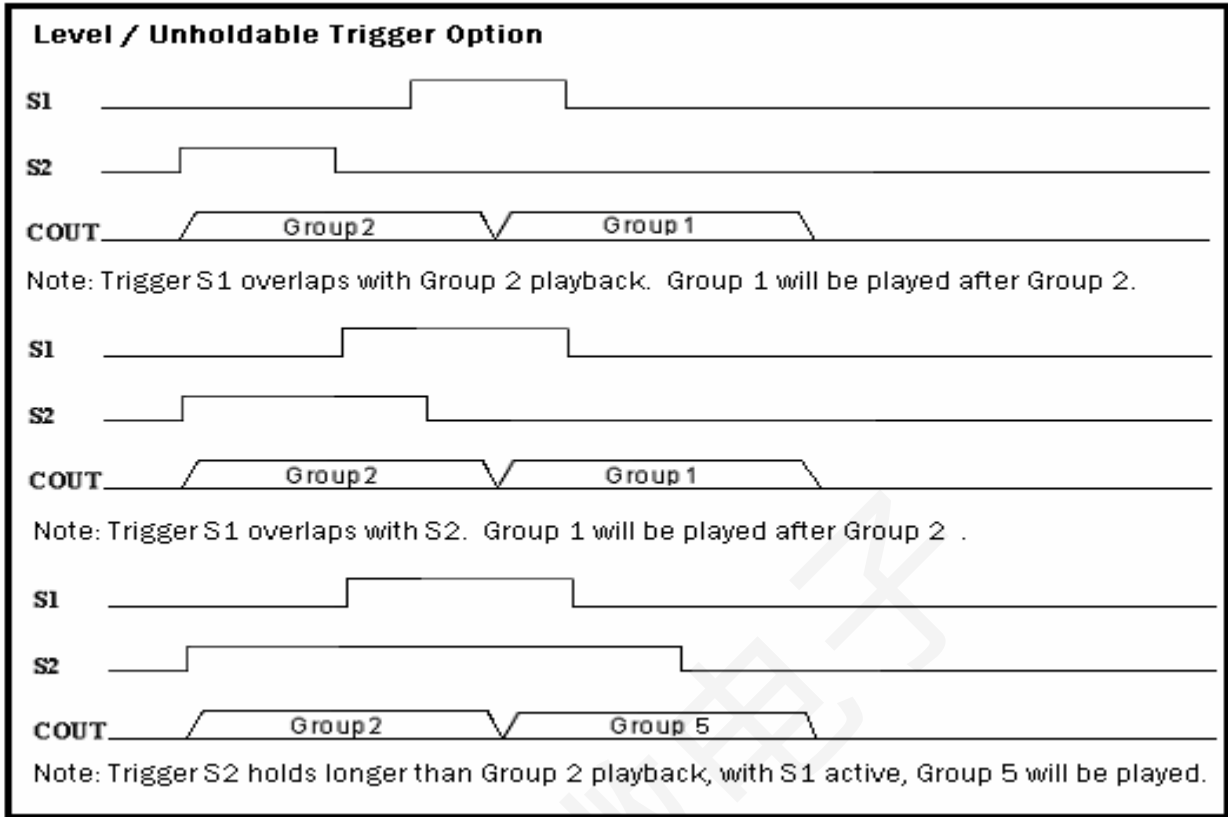 Level / Unholdable Trigger Option
S1
S2
COUT Group2 Group1
Note: Trigger S1 overlaps with Group 2 playback. Group 1 will be played after Group 2.
S1
S2
COUT Group2 Group1
Note: Trigger S1 overlaps with S2. Group 1 will be played after Group 2 .
S1
S2
COUT Group2 Group 5
Note: Trigger S2 holds longer than Group 2 playback, with S1 active, Group 5 will be played.
电子